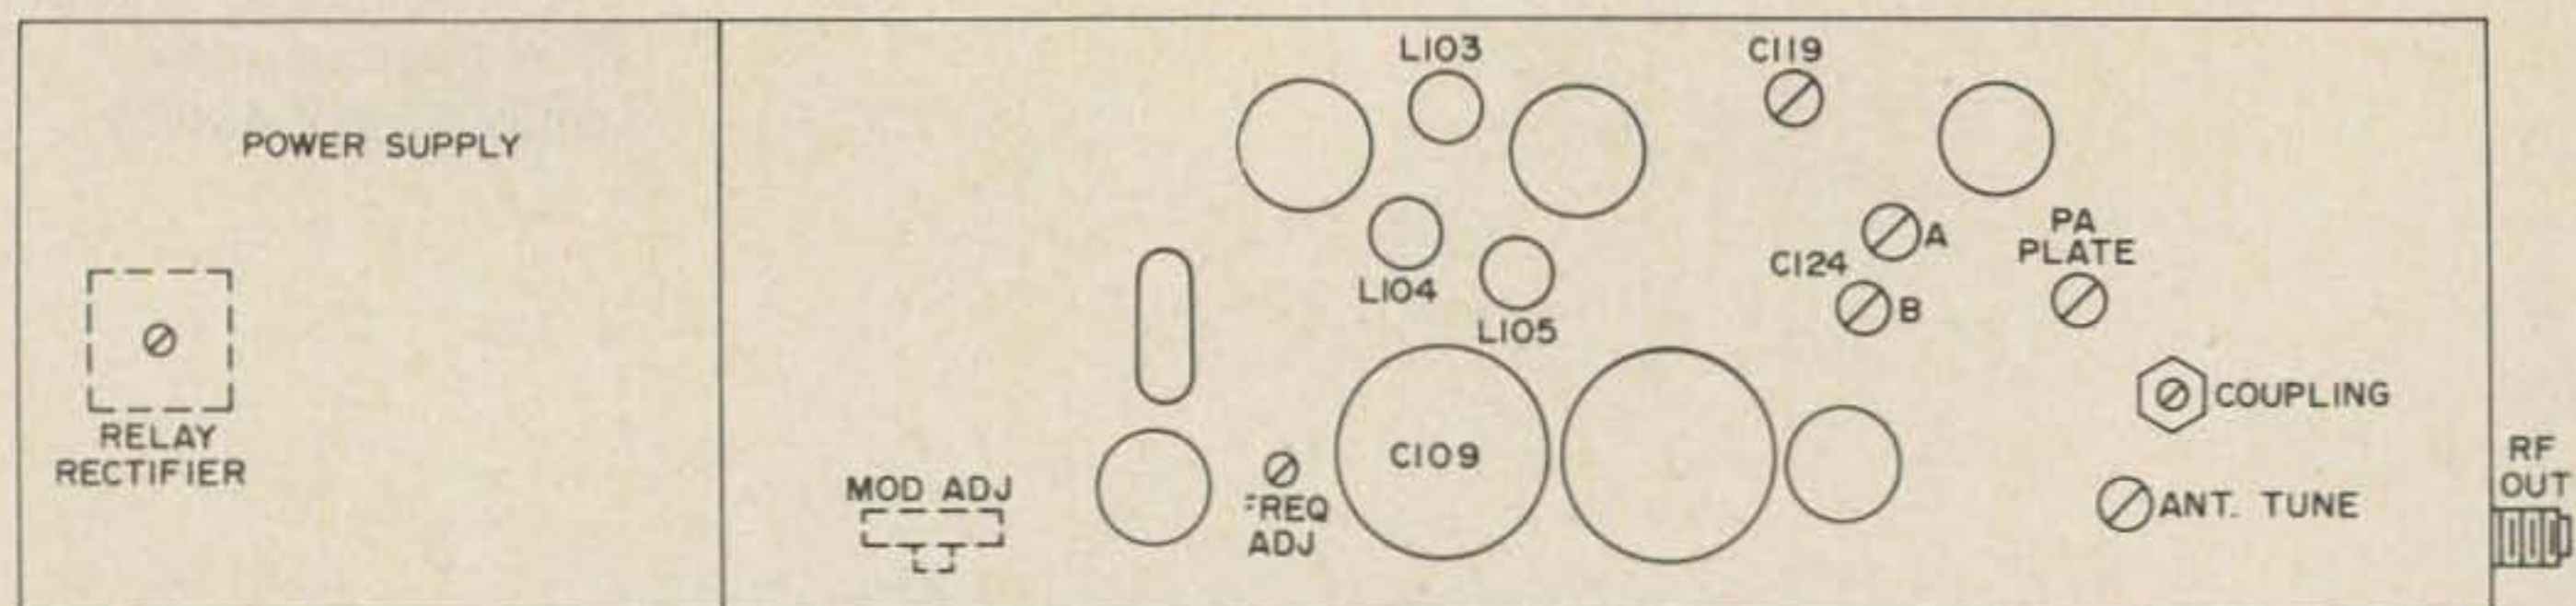 POWER SUPPLY
RELAY
RECTIFIER
MOD ADJ
FREQ
ADJ
L103
L104
L105
C109
C119
C124
A
B
PA
PLATE
COUPLING
ANT. TUNE
RF
OUT